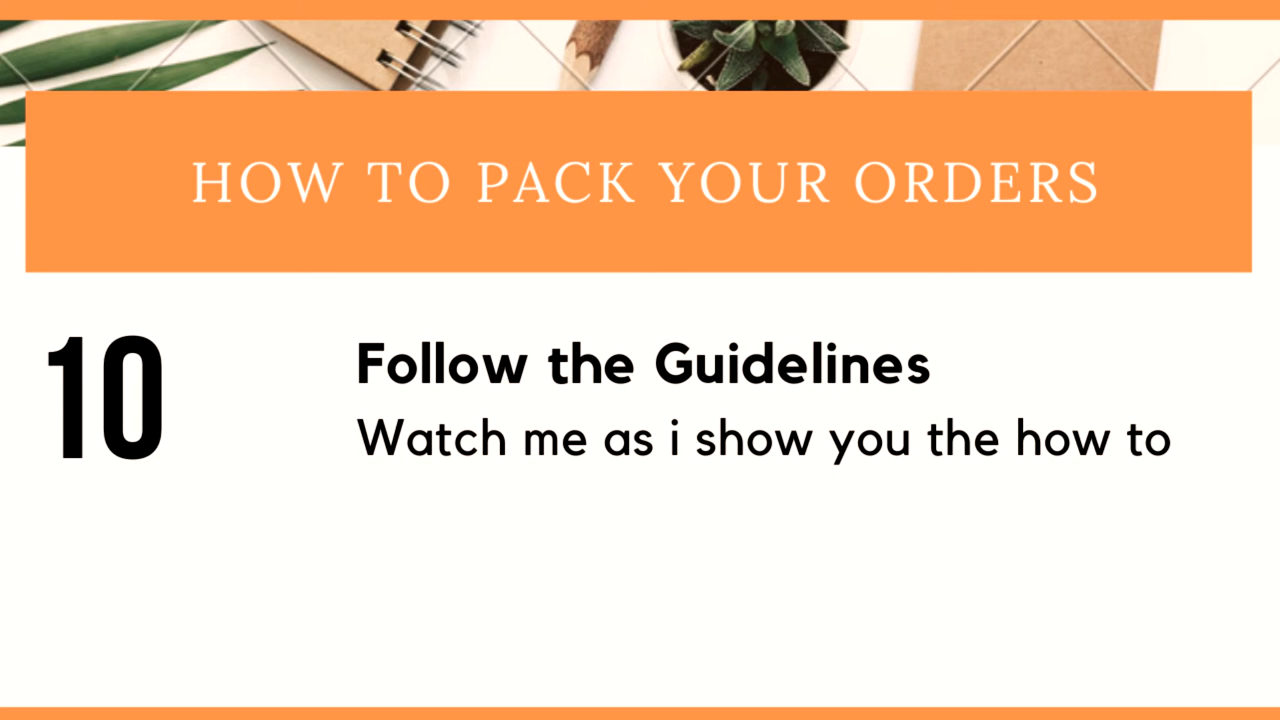 HOW TO PACK YOUR ORDERS
10
Follow the Guidelines
Watch me as i show you the how to